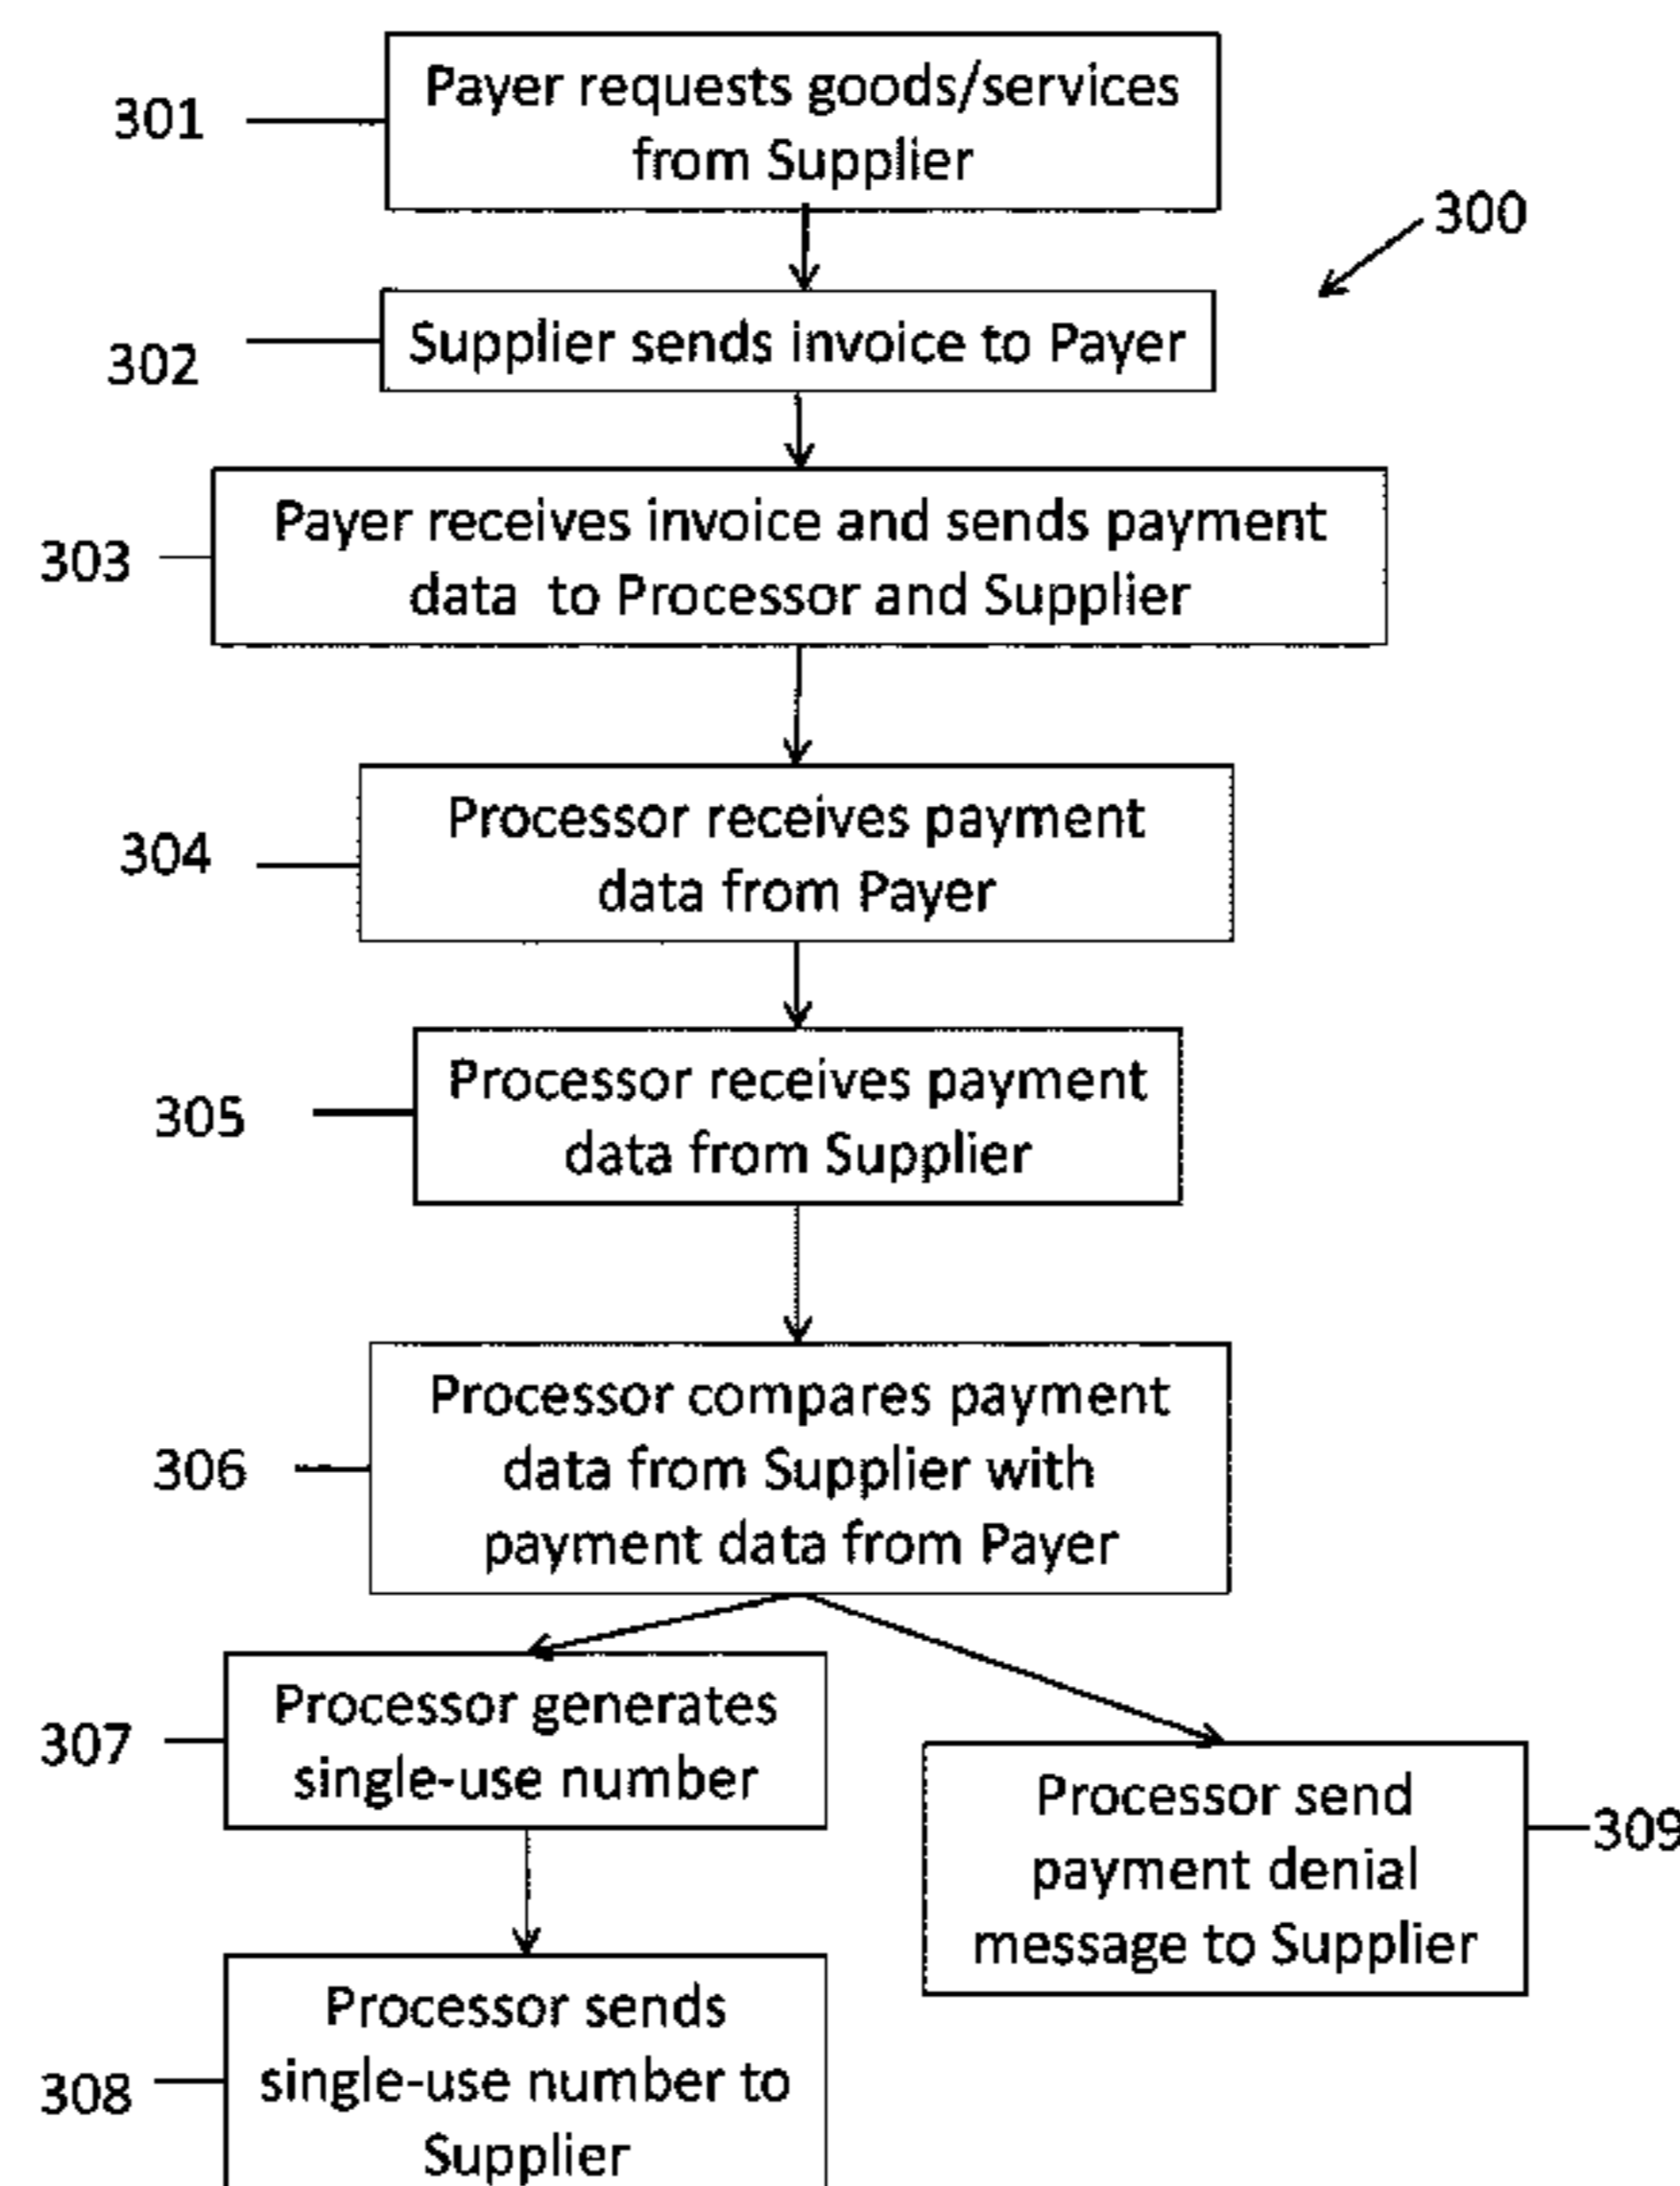 301
Payer requests goods/services
from Supplier
300
302
Supplier sends invoice to Payer
303
Payer receives invoice and sends payment
data to Processor and Supplier
304
Processor receives payment
data from Payer
305
Processor receives payment
data from Supplier
306
Processor compares payment
data from Supplier with
payment data from Payer
307
Processor generates
single-use number
Processor send
payment denial
message to Supplier
309
308
Processor sends
single-use number to
Supplier